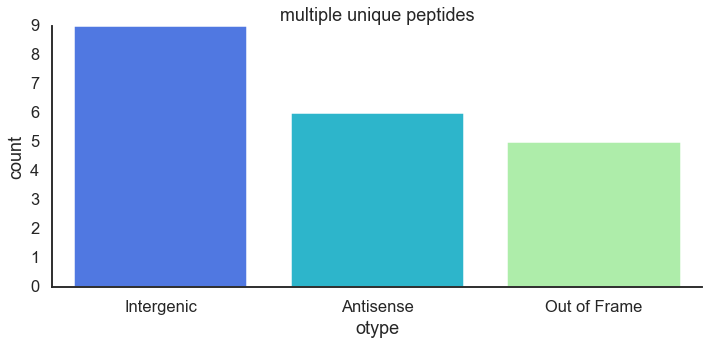 multiple unique peptides
9
8
7
6
5
4
3
2
1
0
count
Intergenic
Antisense
Out of Frame
otype